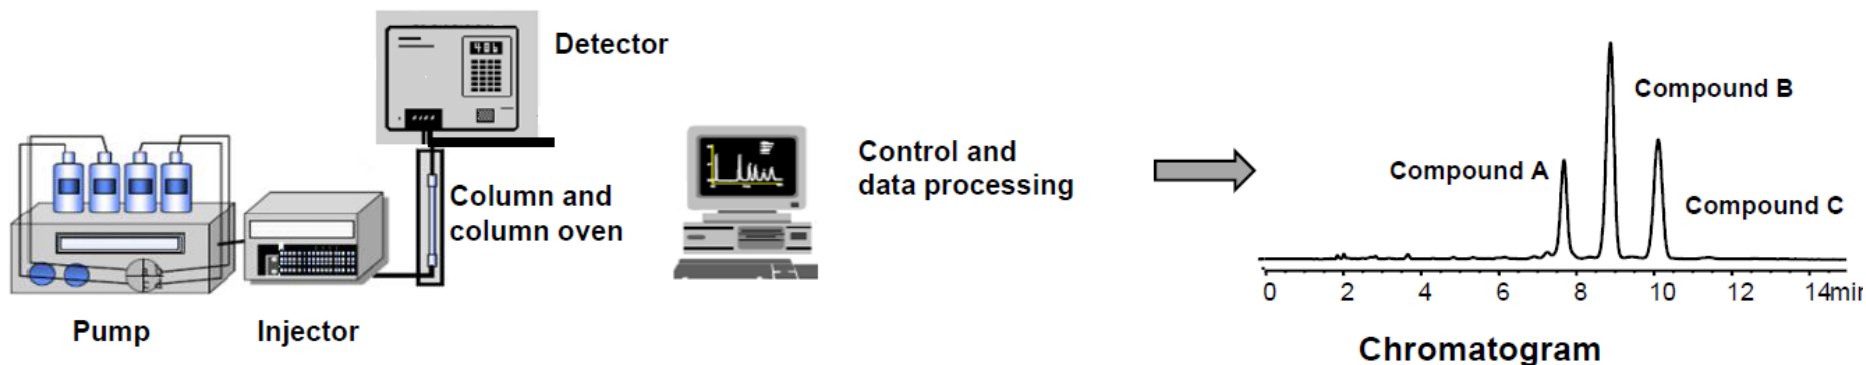 Detector
Column and
column oven
Pump
Injector
Control and
data processing
Compound B
Compound A
Compound C
0 2 4 6 8 10 12 14min
Chromatogram